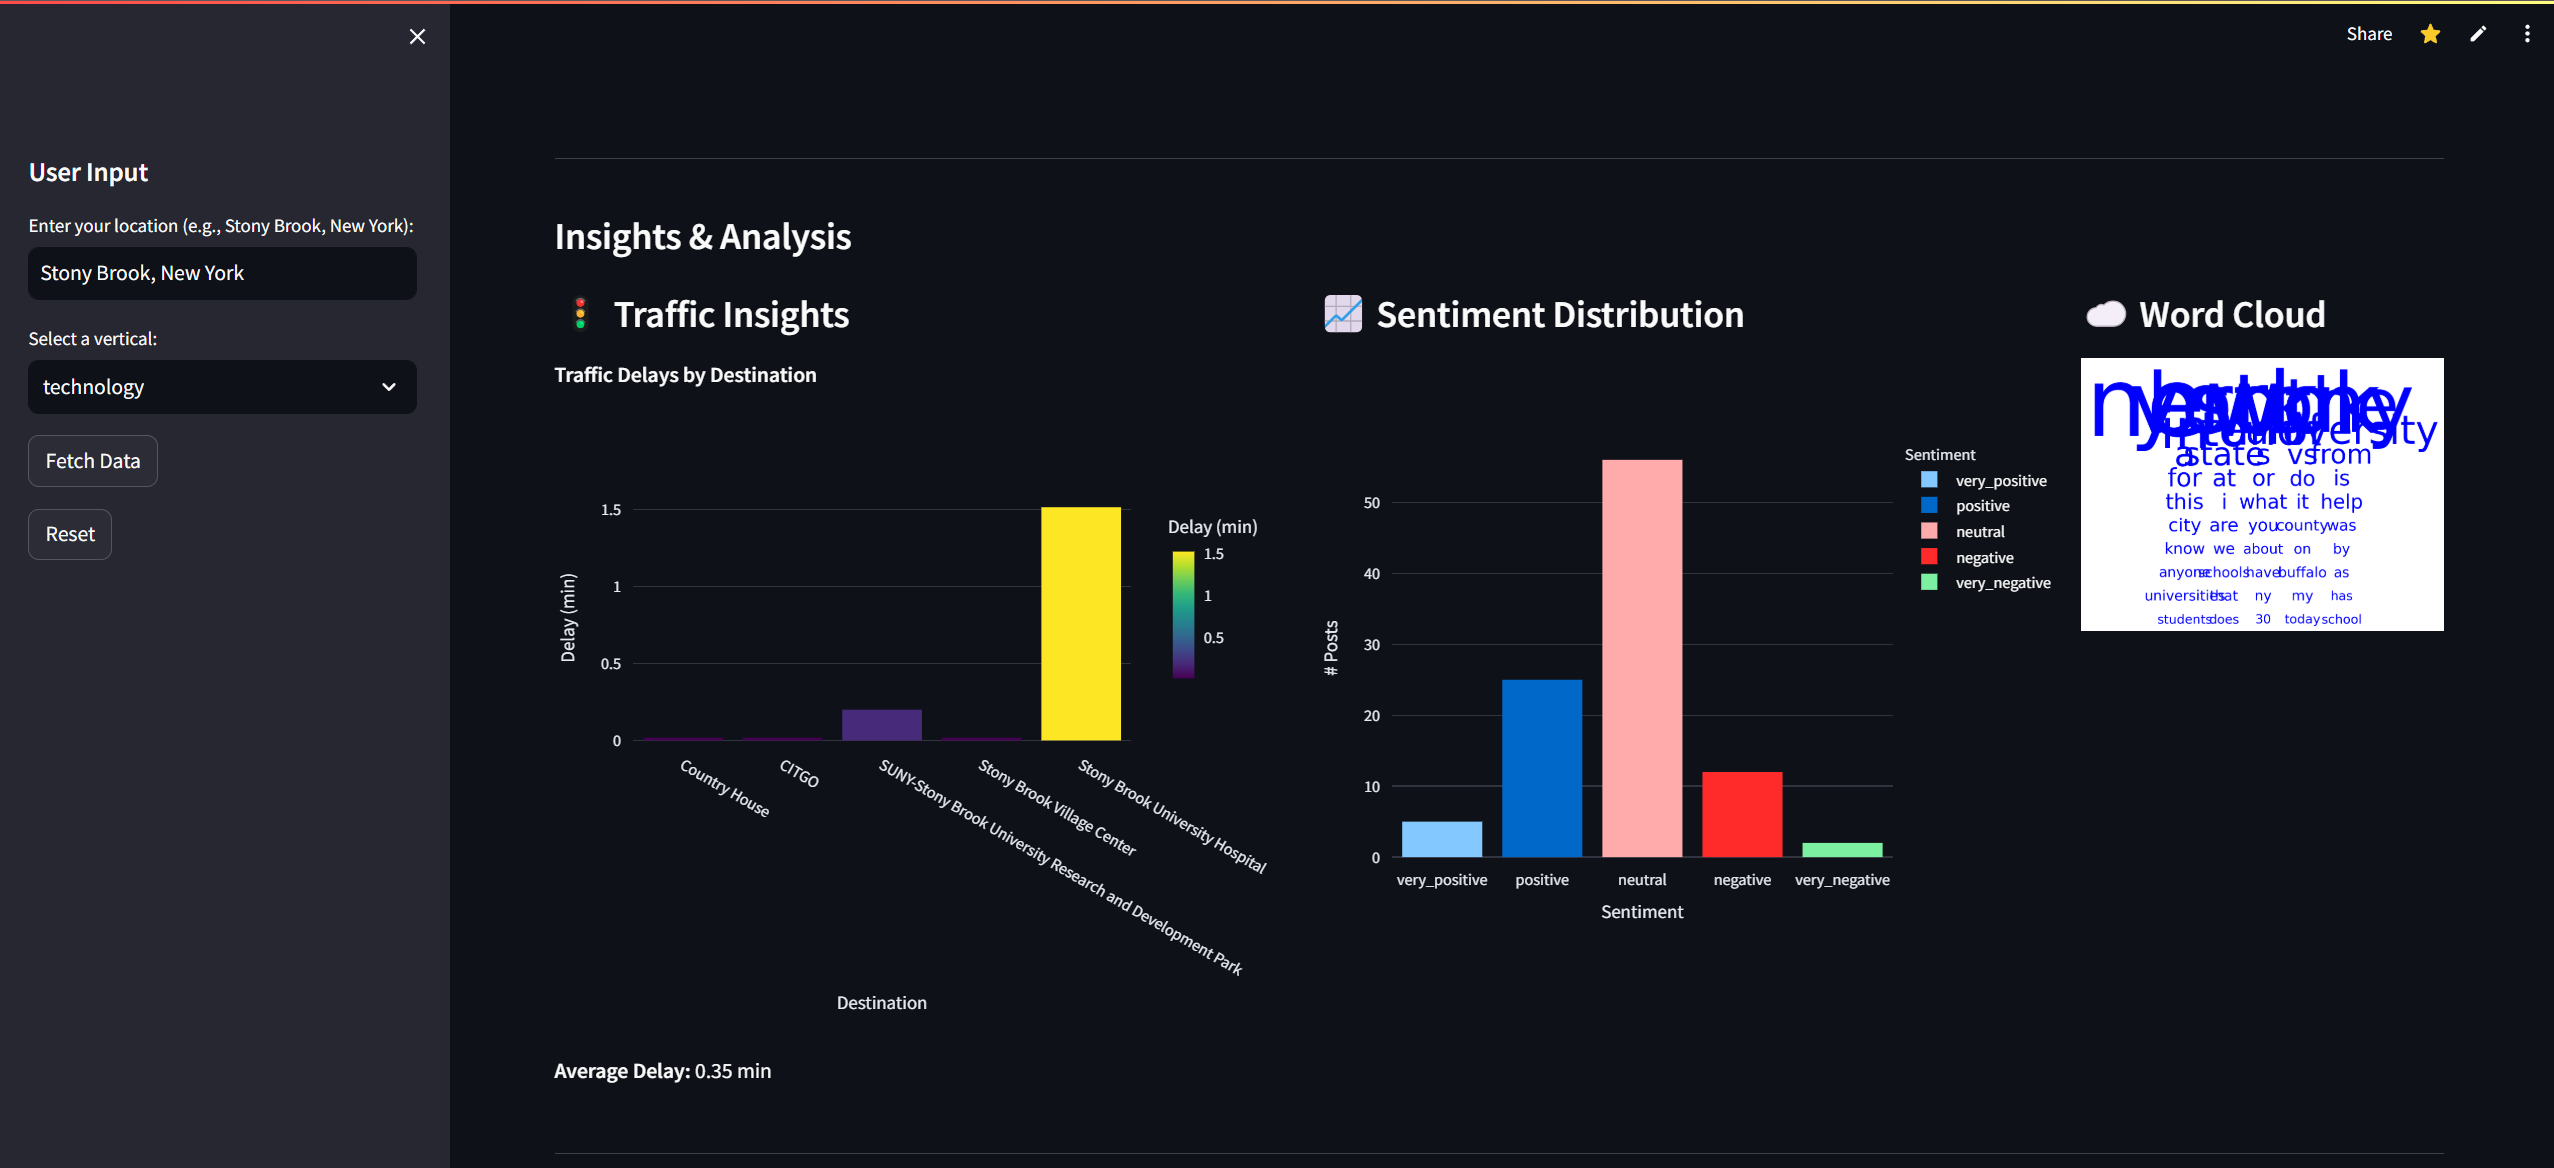 Share
User Input
Enter your location (e.g., Stony Brook, New York):
Stony Brook, New York
Select a vertical:
technology
Fetch Data
Reset
Insights & Analysis
Traffic Insights
Traffic Delays by Destination
Delay (min)
1.5
1
0.5
0
Country House
CITGO
SUNY-Stony Brook University Research and Development Park
Stony Brook Village Center
Stony Brook University Hospital
Destination
Delay (min)
1.5
1
0.5
Average Delay: 0.35 min
Sentiment Distribution
# Posts
50
40
30
20
10
0
very_positive
positive
neutral
negative
very_negative
Sentiment
Sentiment
very_positive
positive
neutral
negative
very_negative
Word Cloud
a state s vs from
for at or do is
this i what it help
city are you county was
know we about on by
anyone schools have buffalo as
universities that ny my has
students does 30 today school